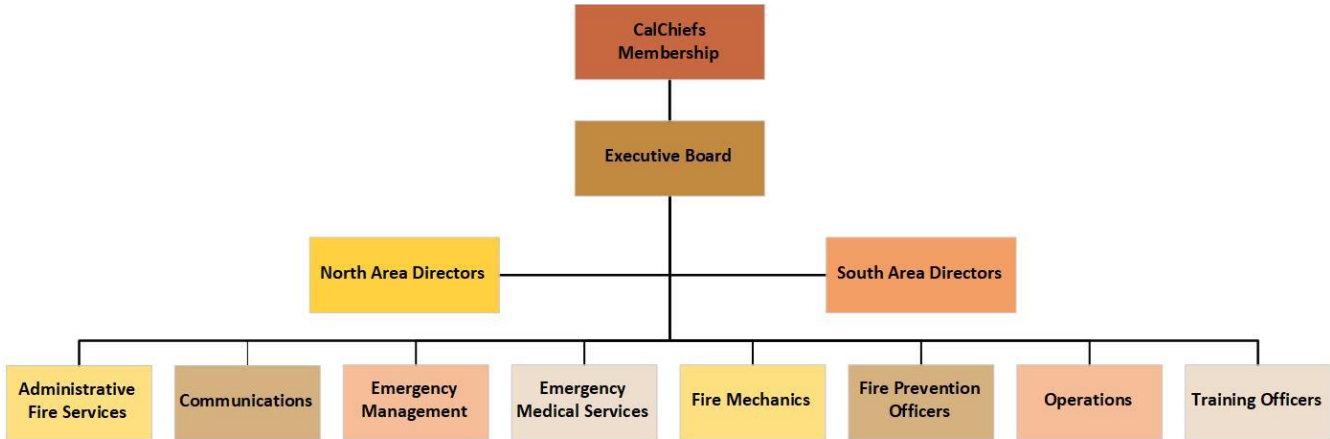 CalChiefs
Membership
Executive Board
North Area Directors
South Area Directors
Administrative
Fire Services
Communications
Emergency
Management
Emergency
Medical Services
Fire Mechanics
Fire Prevention
Officers
Operations
Training Officers